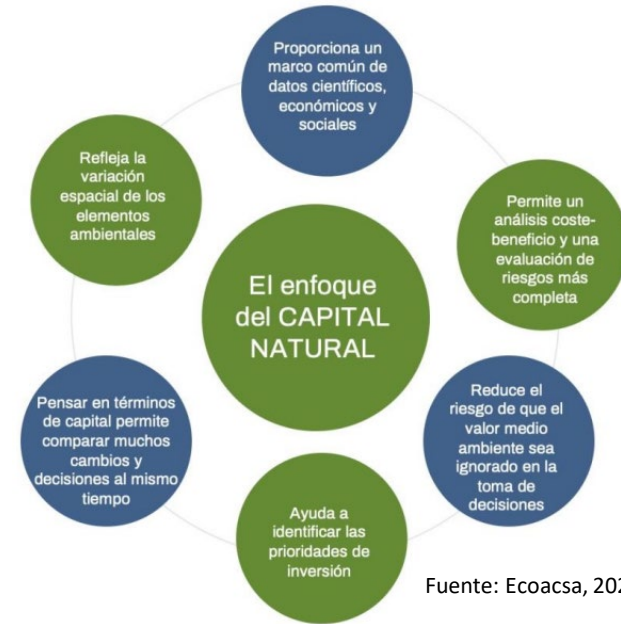 Proporciona un
marco común de
datos científicos,
económicos y
sociales
Permite un
análisis coste-
beneficio y una
evaluación de
riesgos más
completa
Reduce el
riesgo de que el
valor medio
ambiente sea
ignorado en la
toma de
decisiones
Ayuda a
identificar las
prioridades de
inversión
Pensar en términos
de capital permite
comparar muchos
cambios y
decisiones al mismo
tiempo
Refleja la
variación
espacial de los
elementos
ambientales
El enfoque
del CAPITAL
NATURAL
Fuente: Ecoacsa,